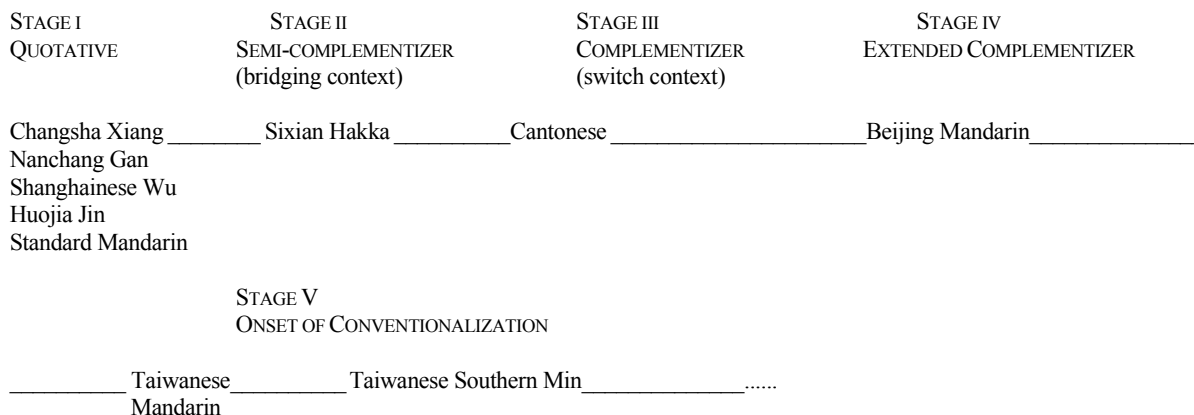 STAGE I STAGE II STAGE III STAGE IV
QUOTATIVE SEMI-COMPLEMENTIZER COMPLEMENTIZER EXTENDED COMPLEMENTIZER
(bridging context) (switch context)
Changsha Xiang ________ Sixian Hakka __________Cantonese ______________________Beijing Mandarin______________
Nanchang Gan
Shanghainese Wu
Huojia Jin
Standard Mandarin
STAGE V
ONSET OF CONVENTIONALIZATION
__________ Taiwanese__________ Taiwanese Southern Min______________......
Mandarin